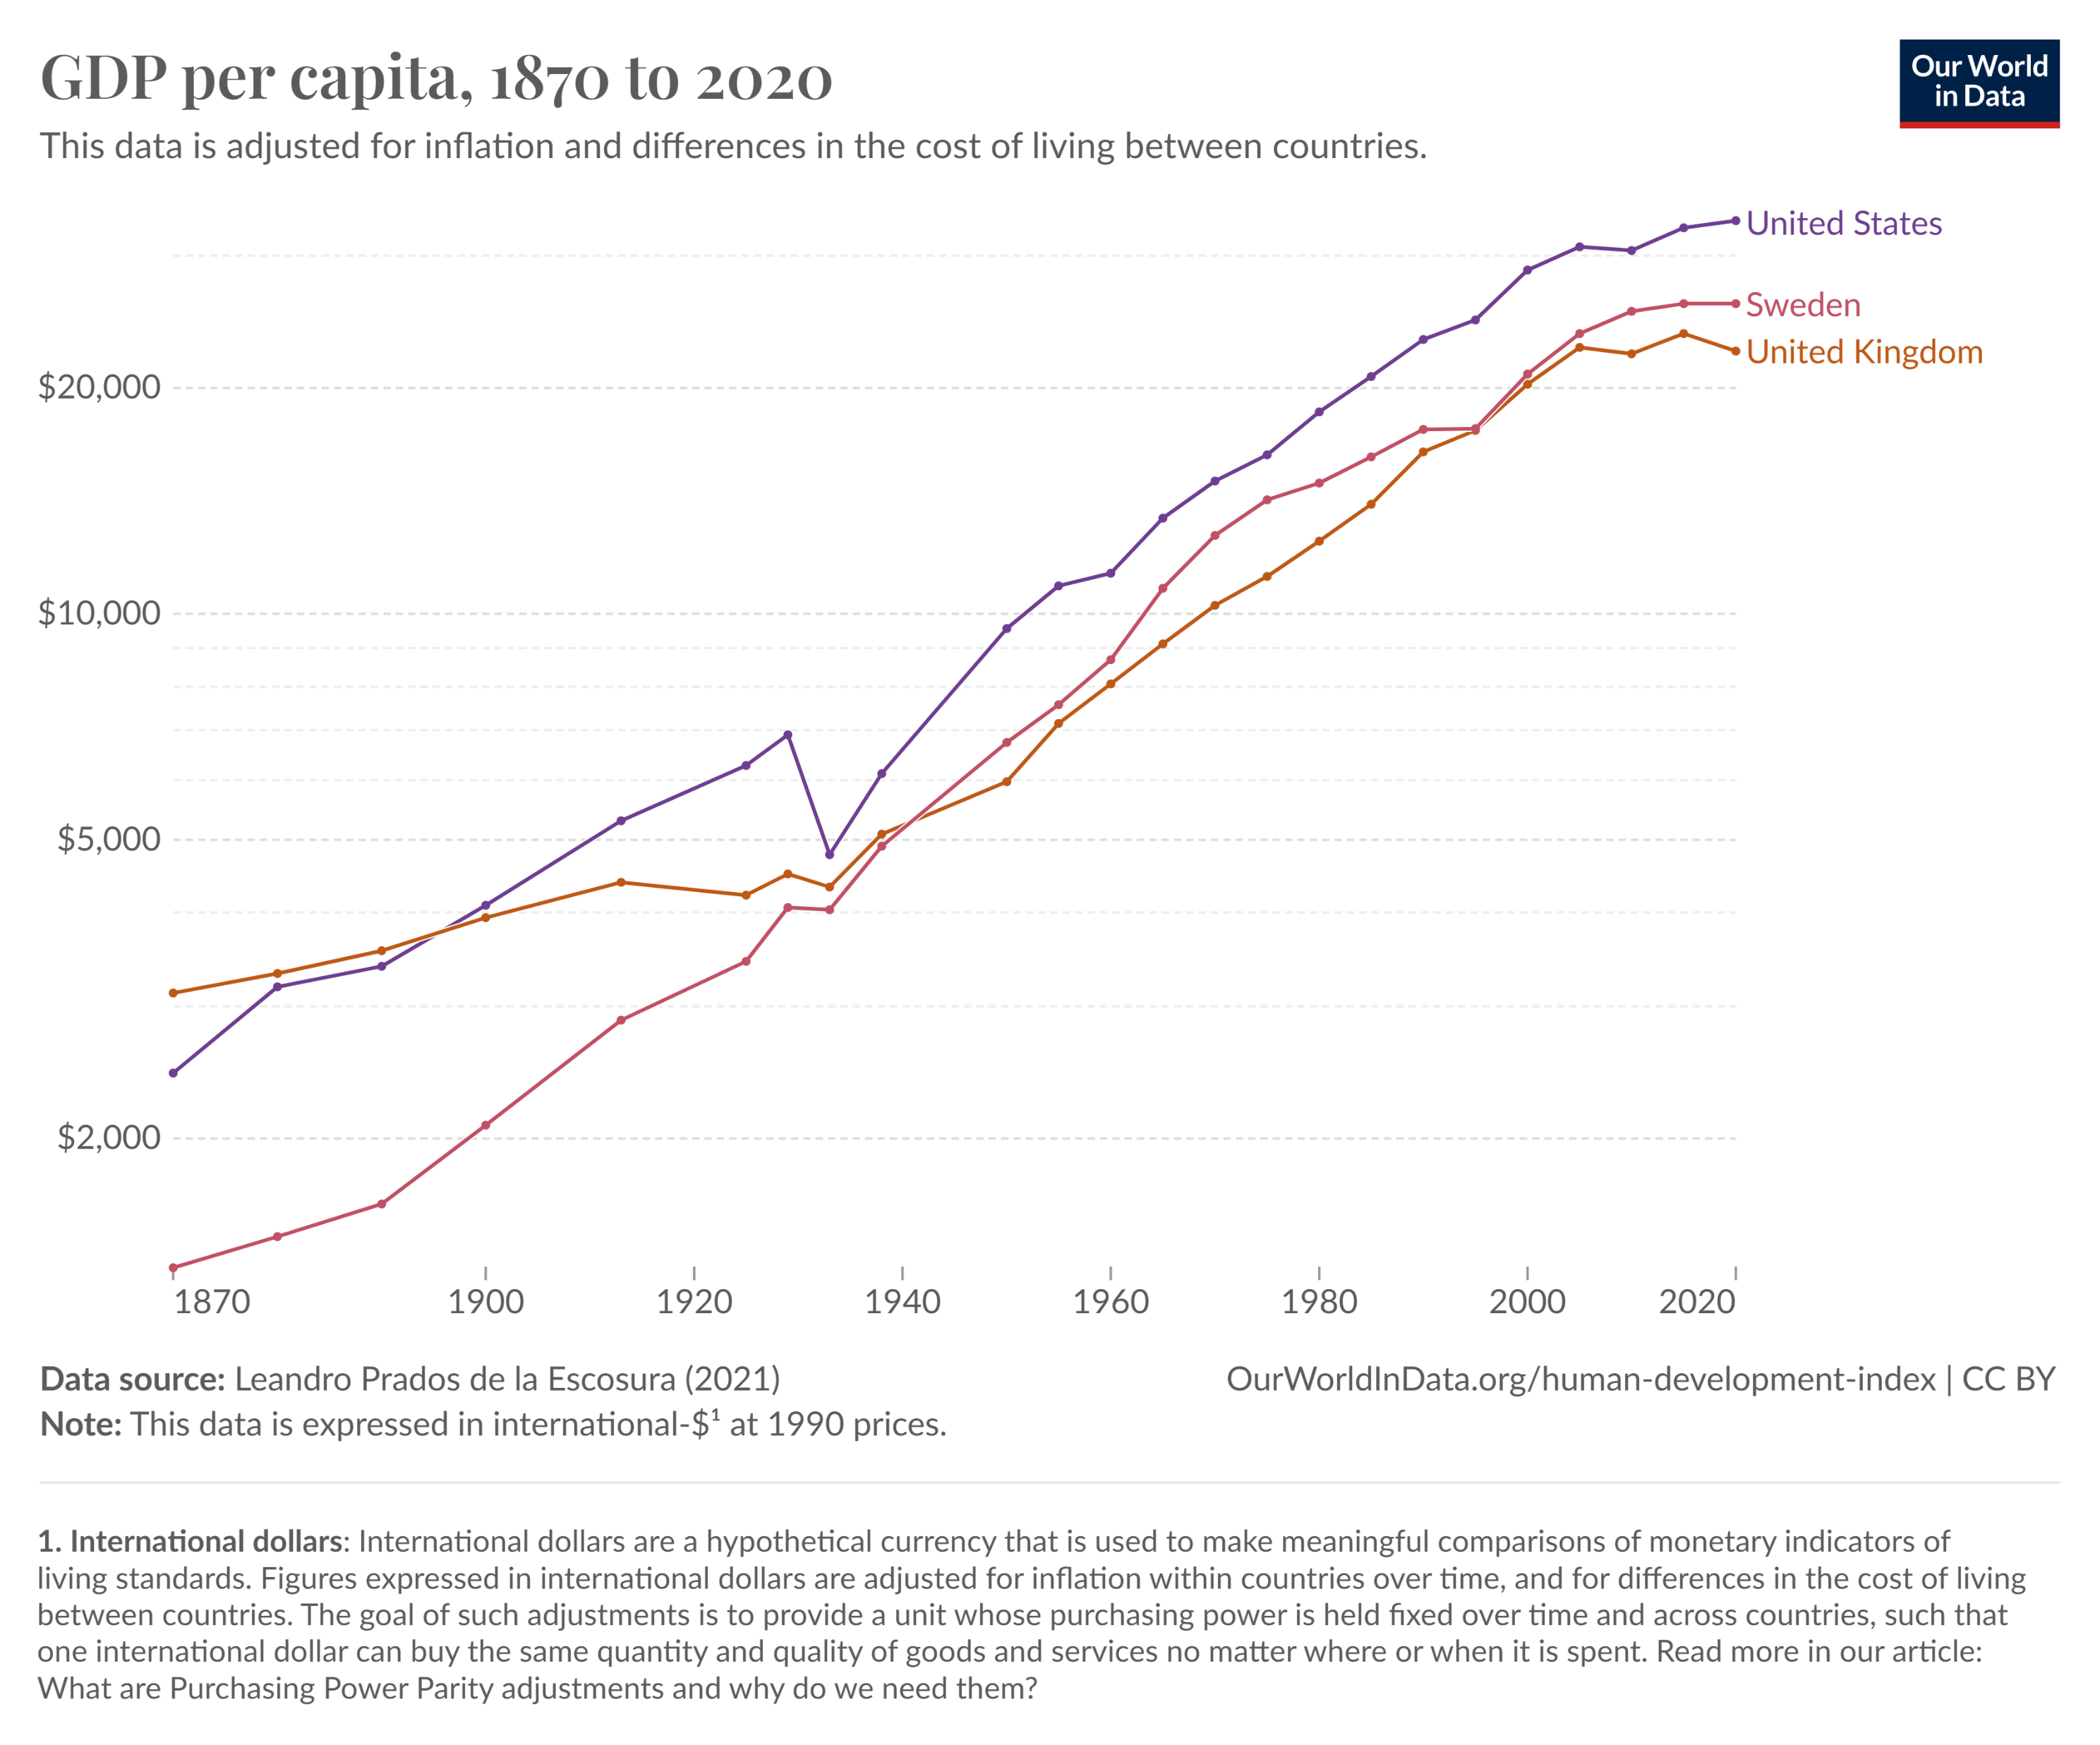 GDP per capita, 1870 to 2020
Our World
in Data
This data is adjusted for inflation and differences in the cost of living between countries.
United States
Sweden
United Kingdom
$20,000
$10,000
$5,000
$2,000
1870 1900 1920 1940 1960 1980 2000 2020
Data source: Leandro Prados de la Escosura (2021)
OurWorldInData.org/human-development-index | CC BY
Note: This data is expressed in international-$¹ at 1990 prices.
1. International dollars: International dollars are a hypothetical currency that is used to make meaningful comparisons of monetary indicators of
living standards. Figures expressed in international dollars are adjusted for inflation within countries over time, and for differences in the cost of living
between countries. The goal of such adjustments is to provide a unit whose purchasing power is held fixed over time and across countries, such that
one international dollar can buy the same quantity and quality of goods and services no matter where or when it is spent. Read more in our article:
What are Purchasing Power Parity adjustments and why do we need them?